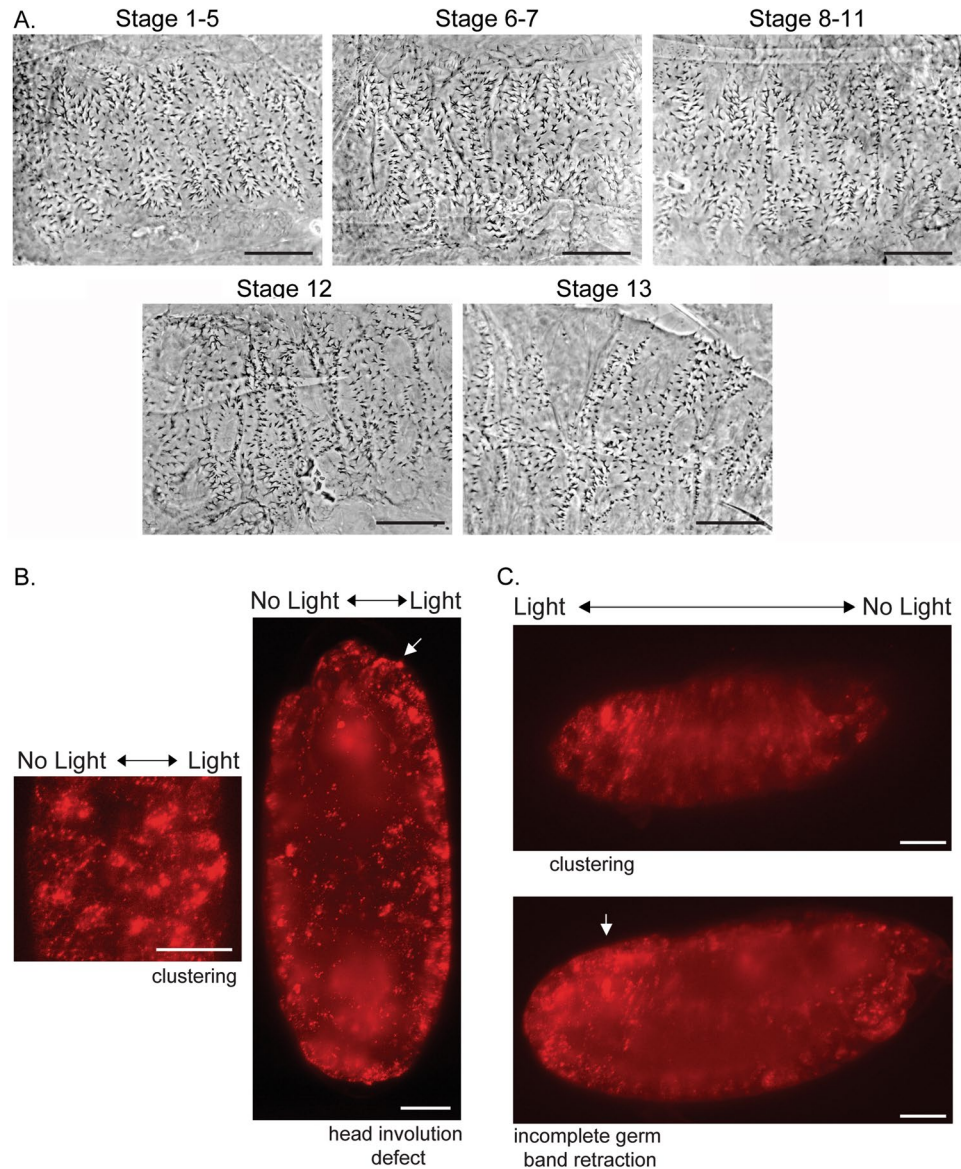 A.
Stage 1-5
Stage 6-7
Stage 8-11
Stage 12
Stage 13
B.
No Light Light
clustering
No Light Light
head involution
defect
C.
Light No Light
clustering
incomplete germ
band retraction